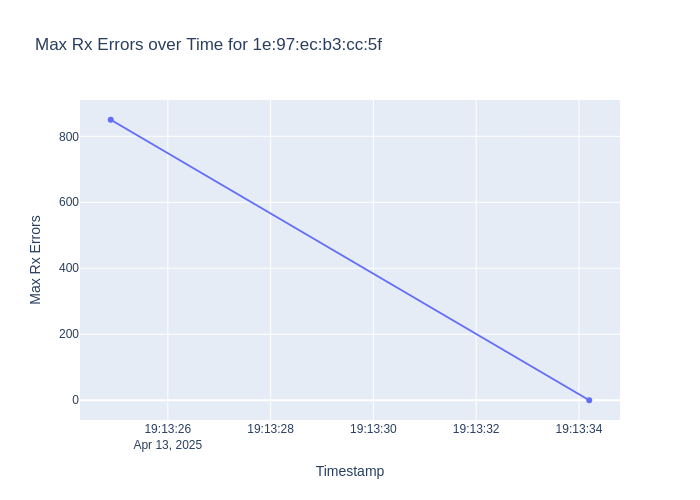 Max Rx Errors over Time for 1e:97:ec:b3:cc:5f
Max Rx Errors
800
600
400
200
0
19:13:26
Apr 13, 2025
19:13:28
19:13:30
19:13:32
19:13:34
Timestamp